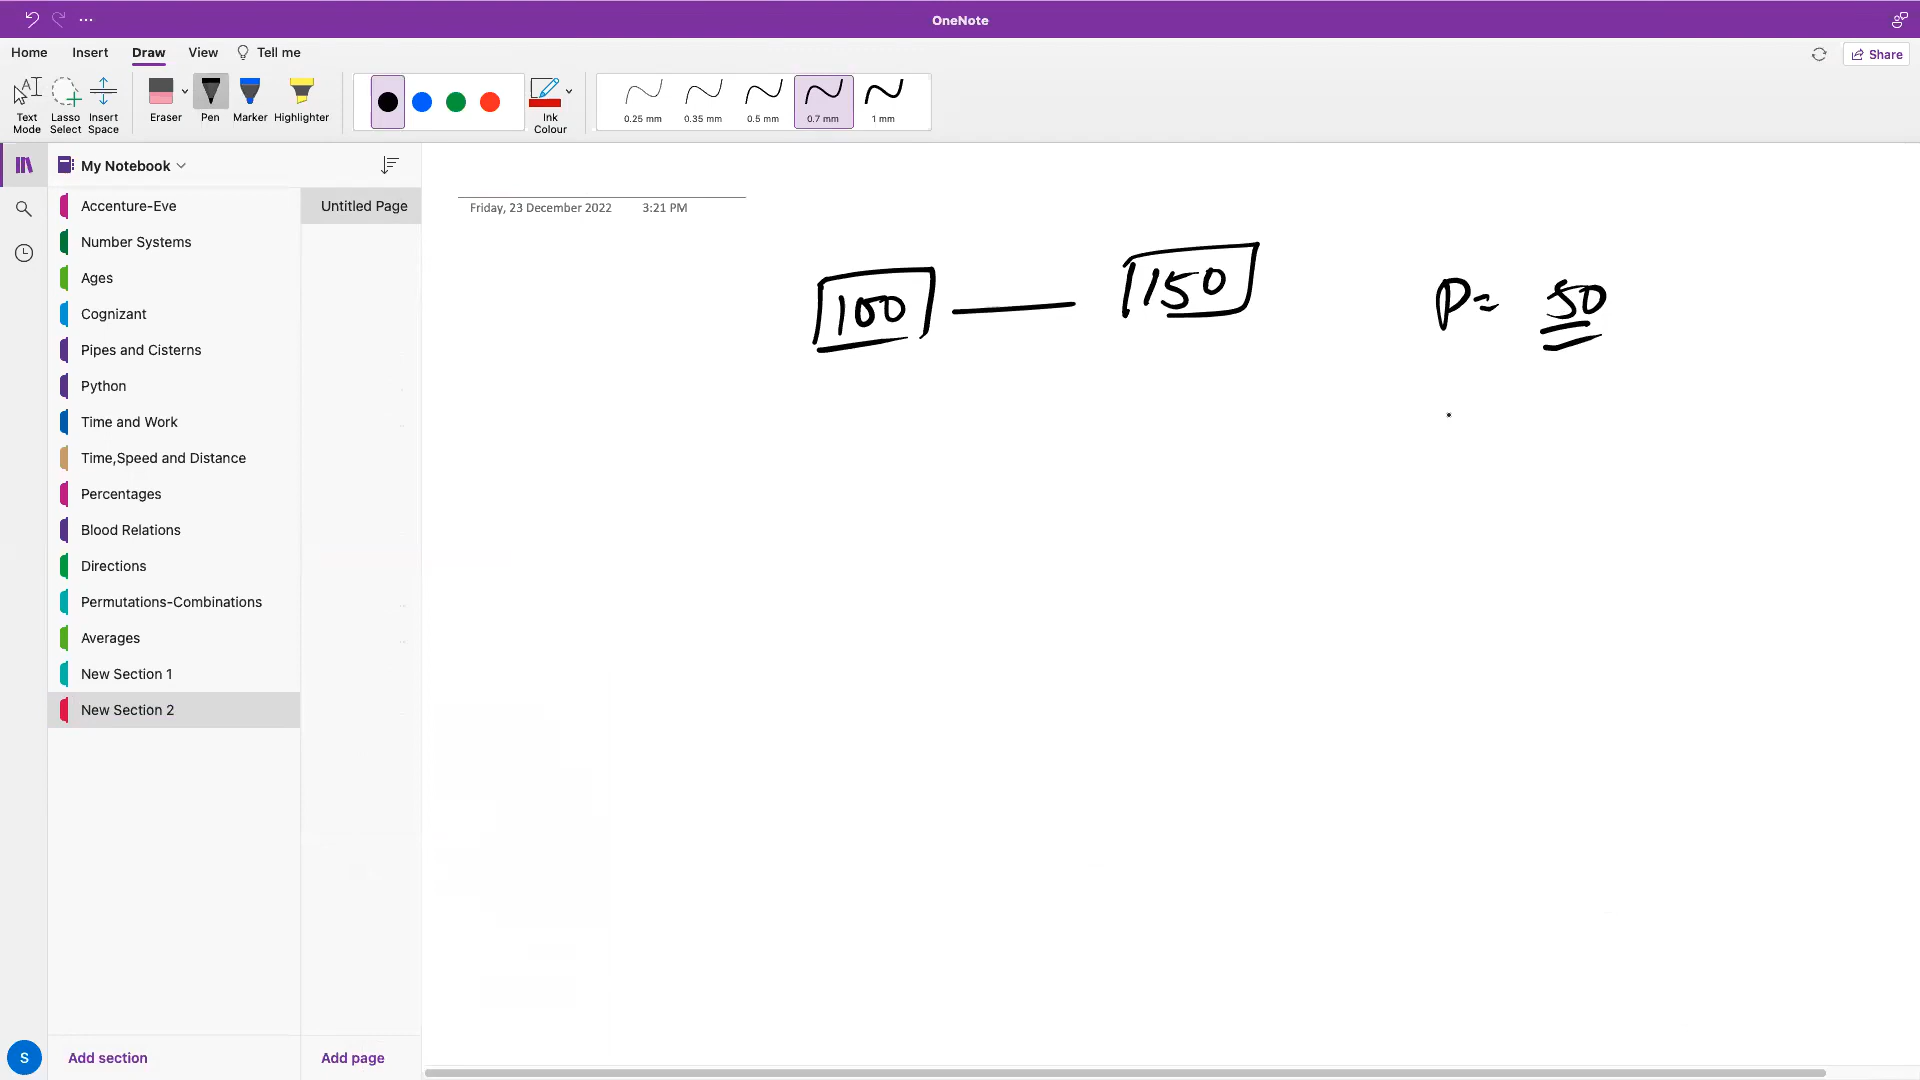 OneNote
Home Insert Draw View Tell me
Share
Text Mode
Lasso Select
Insert Space
Eraser
Pen
Marker
Highlighter
Ink Colour
0.25 mm
0.35 mm
0.5 mm
0.7 mm
1 mm
My Notebook
Accenture-Eve
Number Systems
Ages
Cognizant
Pipes and Cisterns
Python
Time and Work
Time,Speed and Distance
Percentages
Blood Relations
Directions
Permutations-Combinations
Averages
New Section 1
New Section 2
Add section
Untitled Page
Add page
Friday, 23 December 2022 3:21 PM
100 — 150 P= 50
S